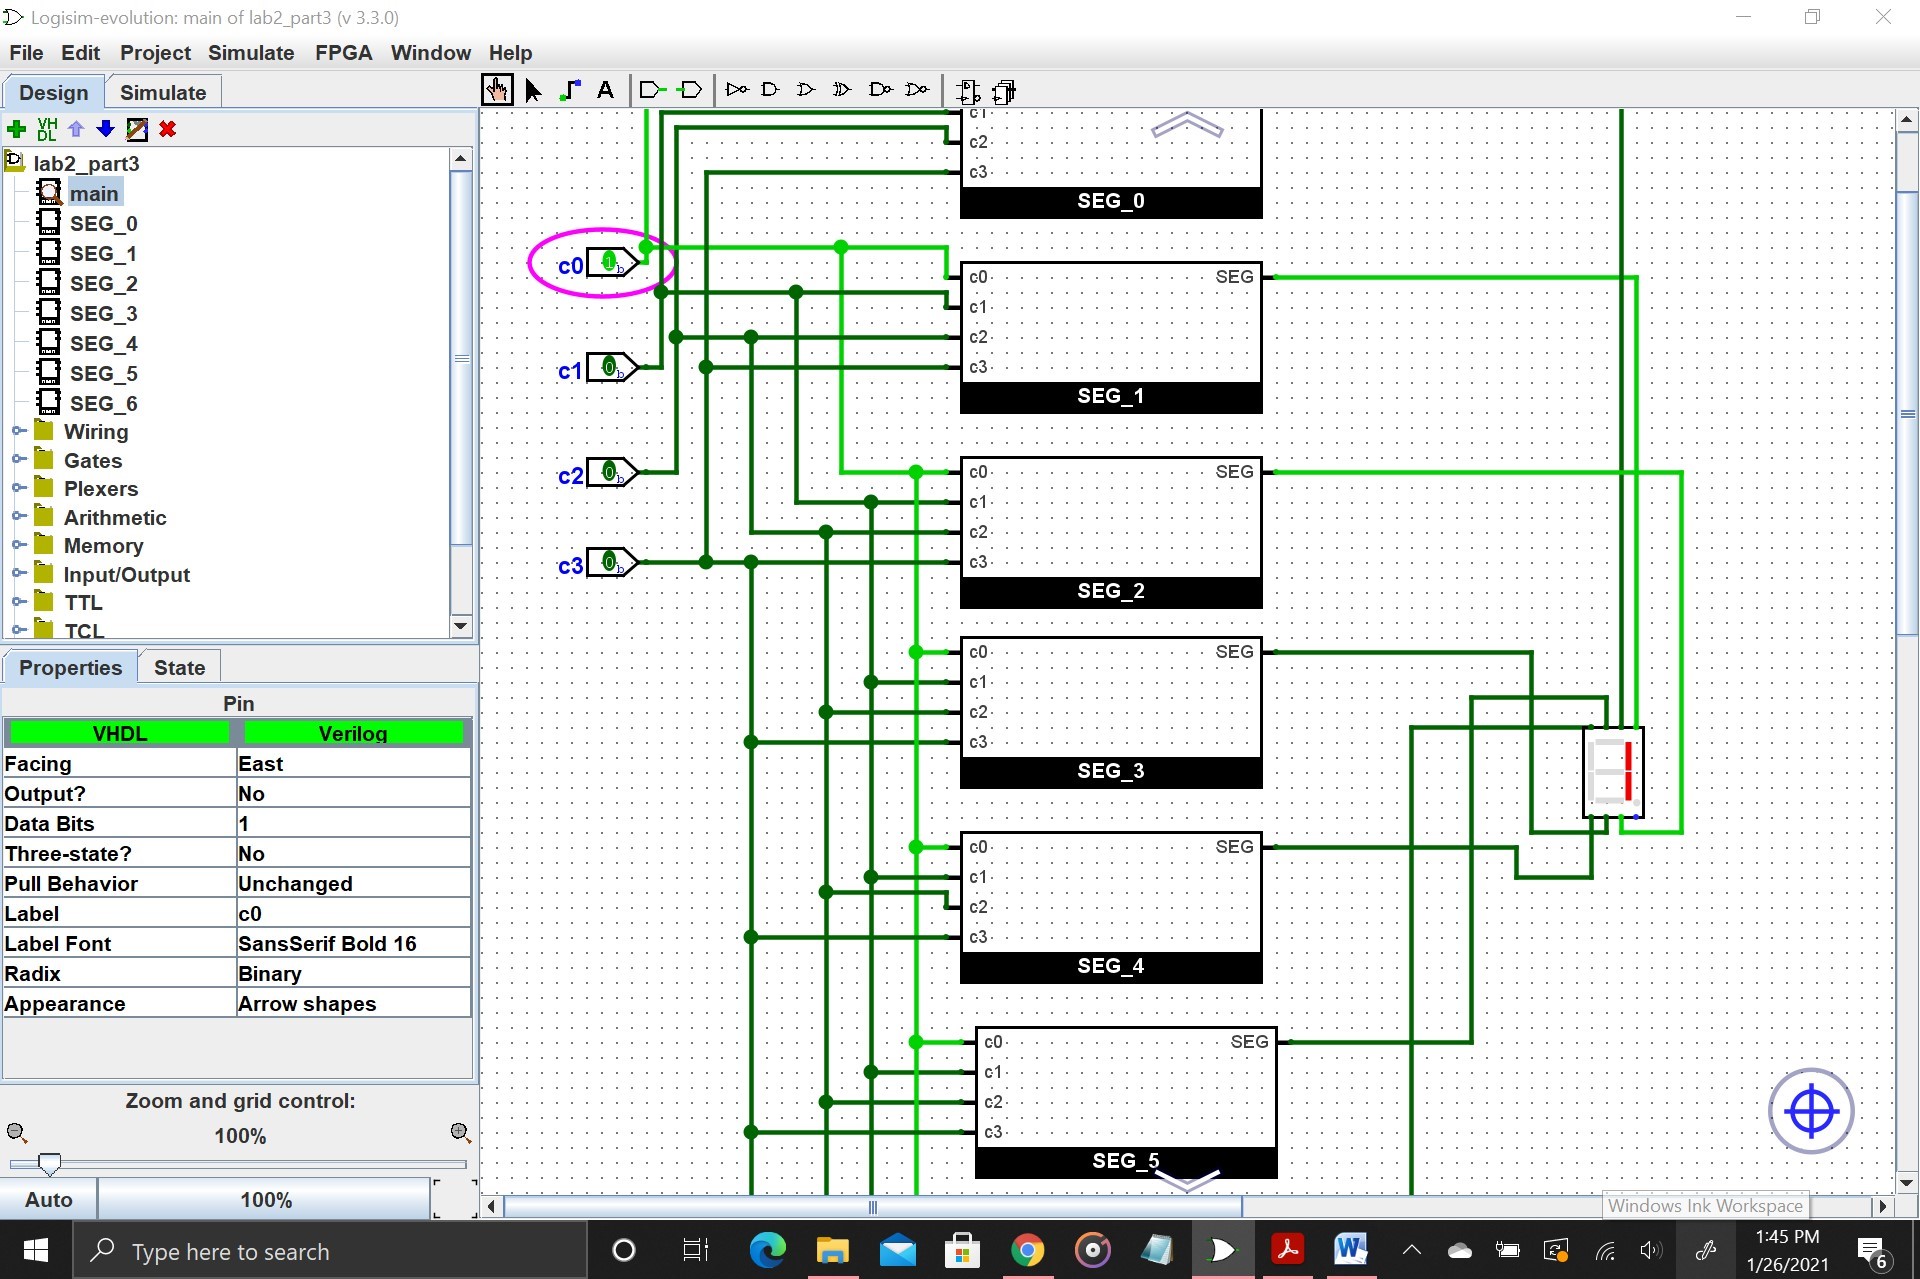 Logisim-evolution: main of lab2_part3 (v 3.3.0)
File Edit Project Simulate FPGA Window Help
Design Simulate
A
VH
DL
lab2_part3
main
SEG_0
SEG_1
SEG_2
SEG_3
SEG_4
SEG_5
SEG_6
Wiring
Gates
Plexers
Arithmetic
Memory
Input/Output
TTL
TCL
Properties State
Pin
VHDL Verilog
Facing East
Output? No
Data Bits 1
Three-state? No
Pull Behavior Unchanged
Label c0
Label Font SansSerif Bold 16
Radix Binary
Appearance Arrow shapes
Zoom and grid control:
100%
Auto 100%
c1
c2
c3
SEG_0
c0 1b
c1 0b
c2 0b
c3 0b
c0 SEG
c1
c2
c3
SEG_1
c0 SEG
c1
c2
c3
SEG_2
c0 SEG
c1
c2
c3
SEG_3
c0 SEG
c1
c2
c3
SEG_4
c0 SEG
c1
c2
c3
SEG_5
Windows Ink Workspace
Type here to search
1:45 PM
1/26/2021
6